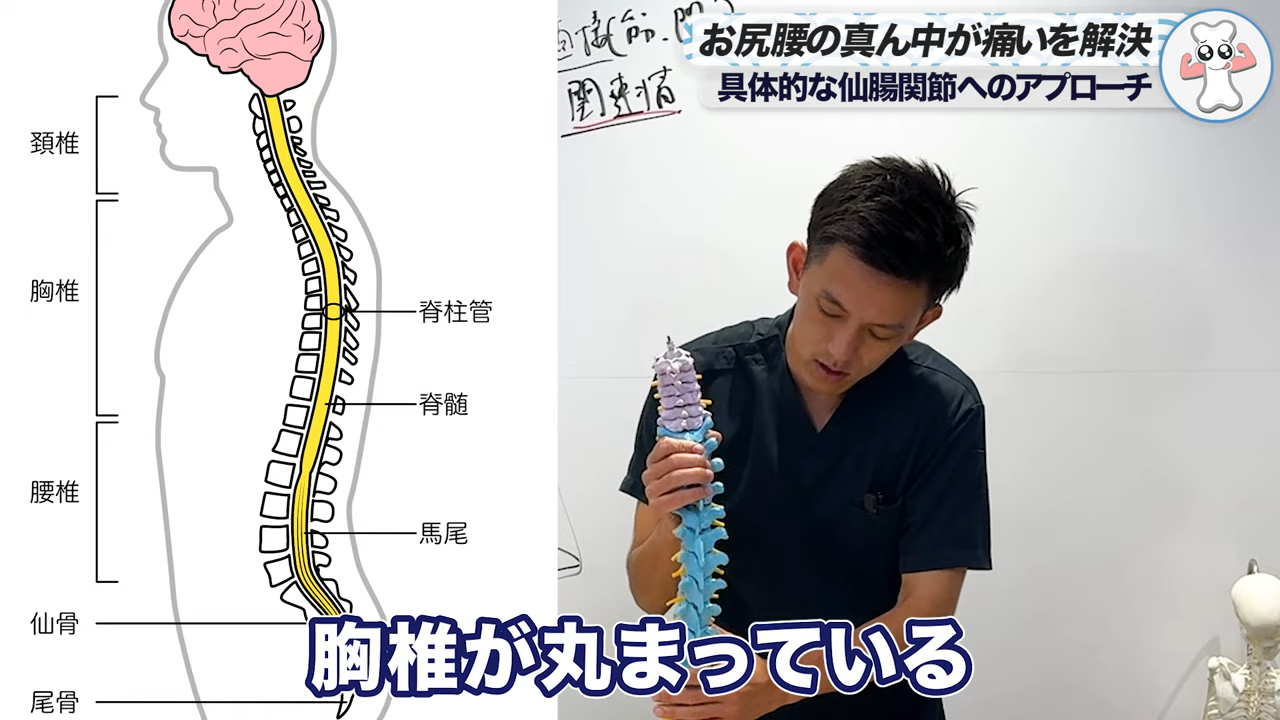 お尻腰の真ん中が痛いを解決
具体的な仙腸関節へのアプローチ
頚椎
胸椎
腰椎
仙骨
尾骨
脊柱管
脊髄
馬尾
胸椎が丸まっている